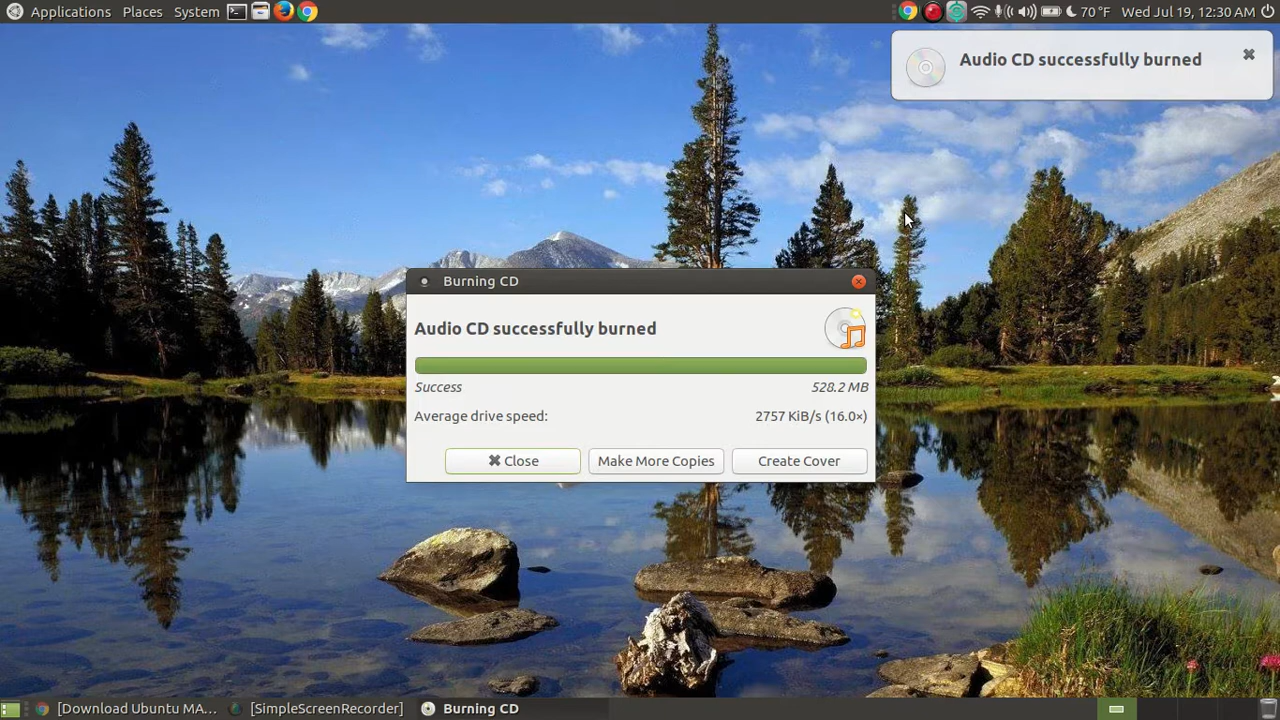 Applications Places System 70 °F Wed Jul 19, 12:30 AM
Audio CD successfully burned
Burning CD
Audio CD successfully burned
Success 528.2 MB
Average drive speed: 2757 KiB/s (16.0×)
Close Make More Copies Create Cover
[Download Ubuntu MA... [SimpleScreenRecorder] Burning CD